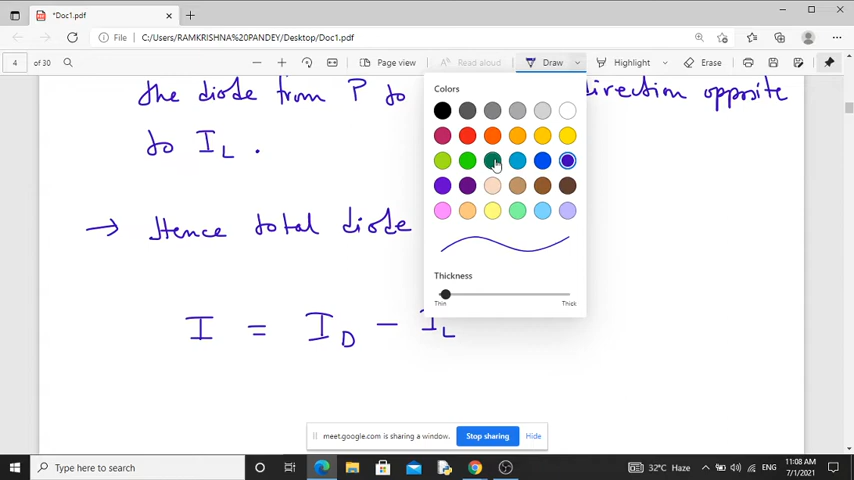 *Doc1.pdf
File C:/Users/RAMKRISHNA%20PANDEY/Desktop/Doc1.pdf
4 of 30 Page view Read aloud Draw Highlight Erase
the diode from P to direction opposite
to IL .
→ Hence total diode
I = ID - IL
Colors
Thickness
Thin Thick
meet.google.com is sharing a window. Stop sharing Hide
Type here to search 32°C Haze ENG 11:08 AM
7/1/2021